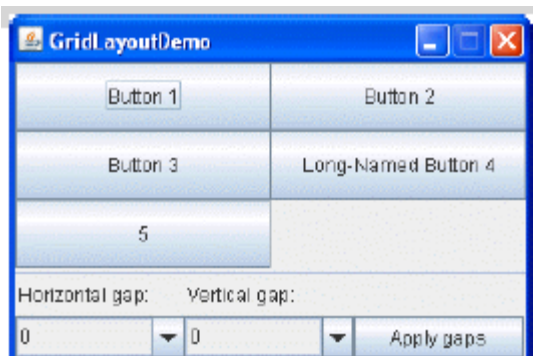 GridLayoutDemo
Button 1 Button 2
Button 3 Long-Named Button 4
5
Horizontal gap: Vertical gap:
0 0 Apply gaps